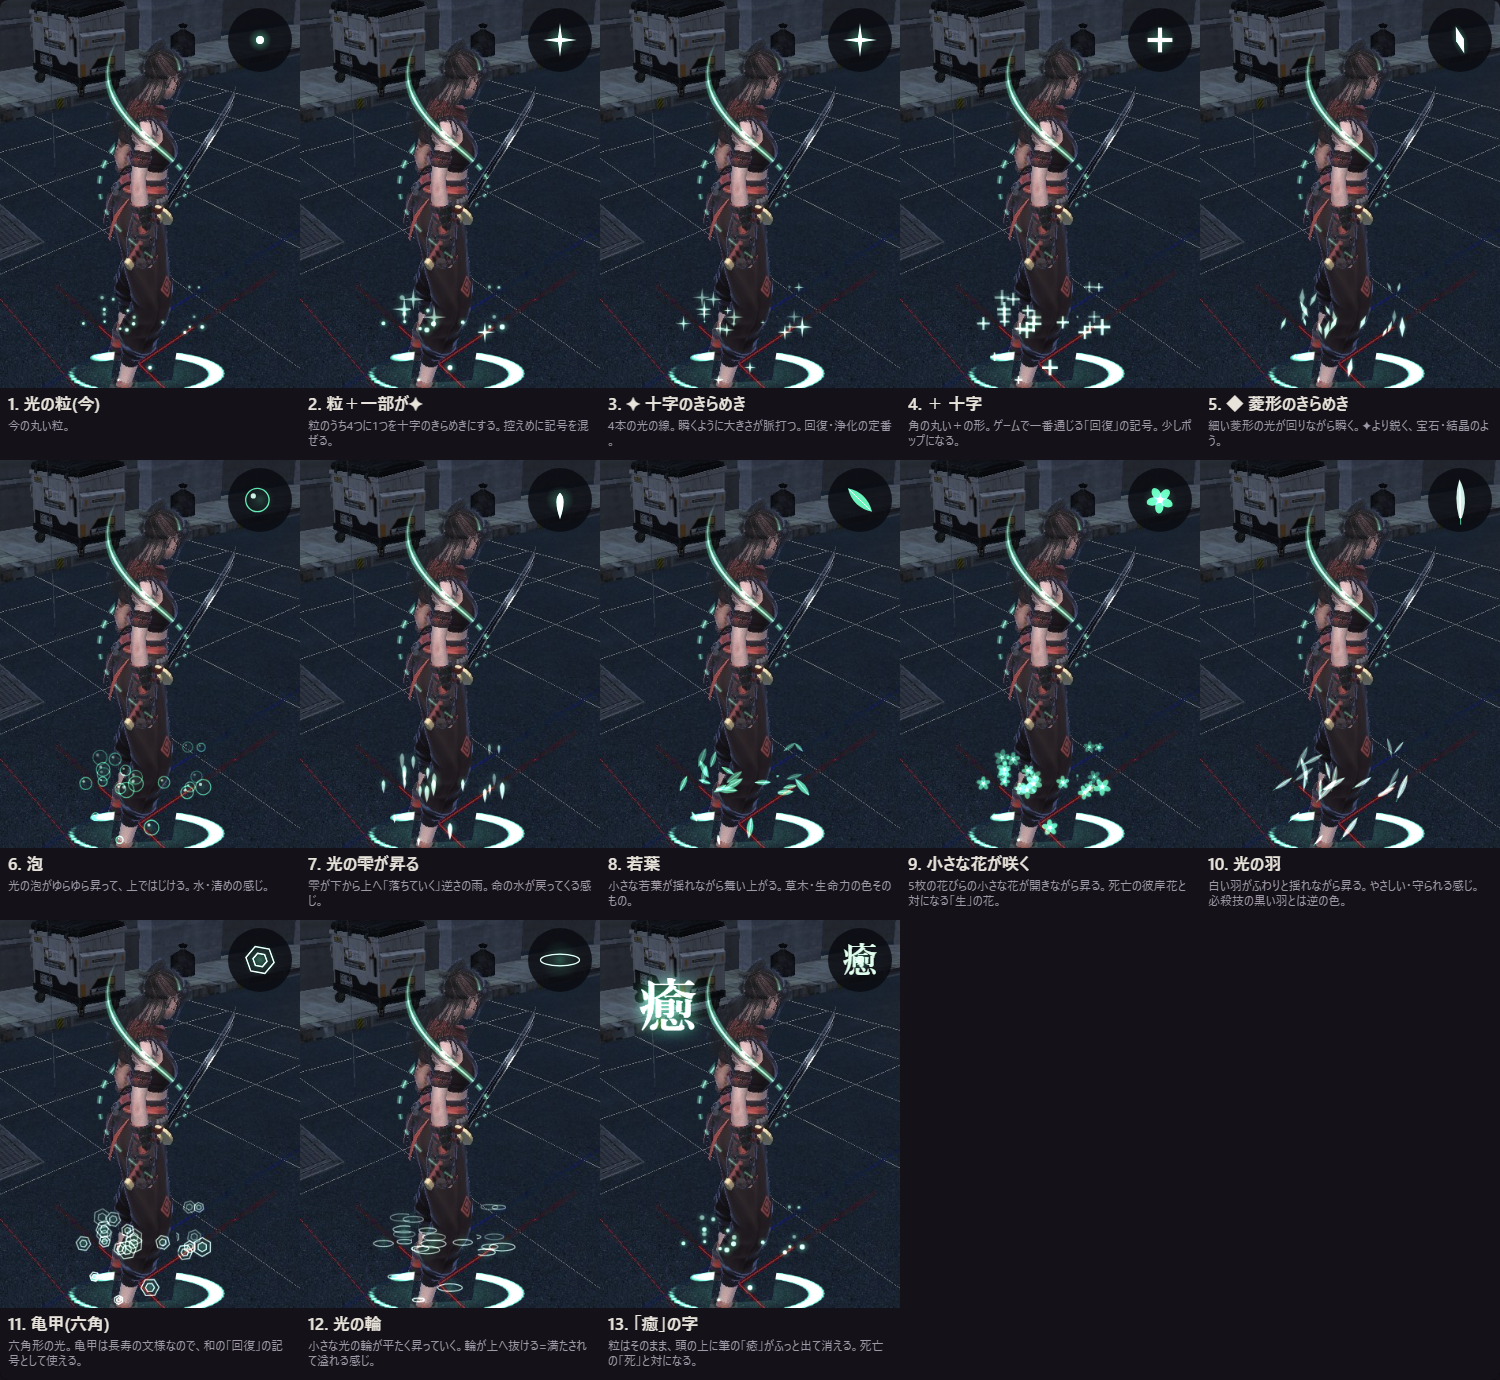 1. 光の粒(今)
今の丸い粒。
2. 粒＋一部が✦
粒のうち4つに1つを十字のきらめきにする。控えめに記号を混
ぜる。
3. ✦ 十字のきらめき
4本の光の線。瞬くように大きさが脈打つ。回復・浄化の定番
。
4. ＋ 十字
角の丸い＋の形。ゲームで一番通じる「回復」の記号。少しポ
ップになる。
5. ◆ 菱形のきらめき
細い菱形の光が回りながら瞬く。✦より鋭く、宝石・結晶のよ
う。
6. 泡
光の泡がゆらゆら昇って、上ではじける。水・清めの感じ。
7. 光の雫が昇る
雫が下から上へ「落ちていく」逆さの雨。命の水が戻ってくる感
じ。
8. 若葉
小さな若葉が揺れながら舞い上がる。草木・生命力の色その
もの。
9. 小さな花が咲く
5枚の花びらの小さな花が開きながら昇る。死亡の彼岸花と
対になる「生」の花。
10. 光の羽
白い羽がふわりと揺れながら昇る。やさしい・守られる感じ。
必殺技の黒い羽とは逆の色。
癒
癒
11. 亀甲(六角)
六角形の光。亀甲は長寿の文様なので、和の「回復」の記
号として使える。
12. 光の輪
小さな光の輪が平たく昇っていく。輪が上へ抜ける=満たされ
て溢れる感じ。
13. 「癒」の字
粒はそのまま、頭の上に筆の「癒」がふっと出て消える。死亡
の「死」と対になる。